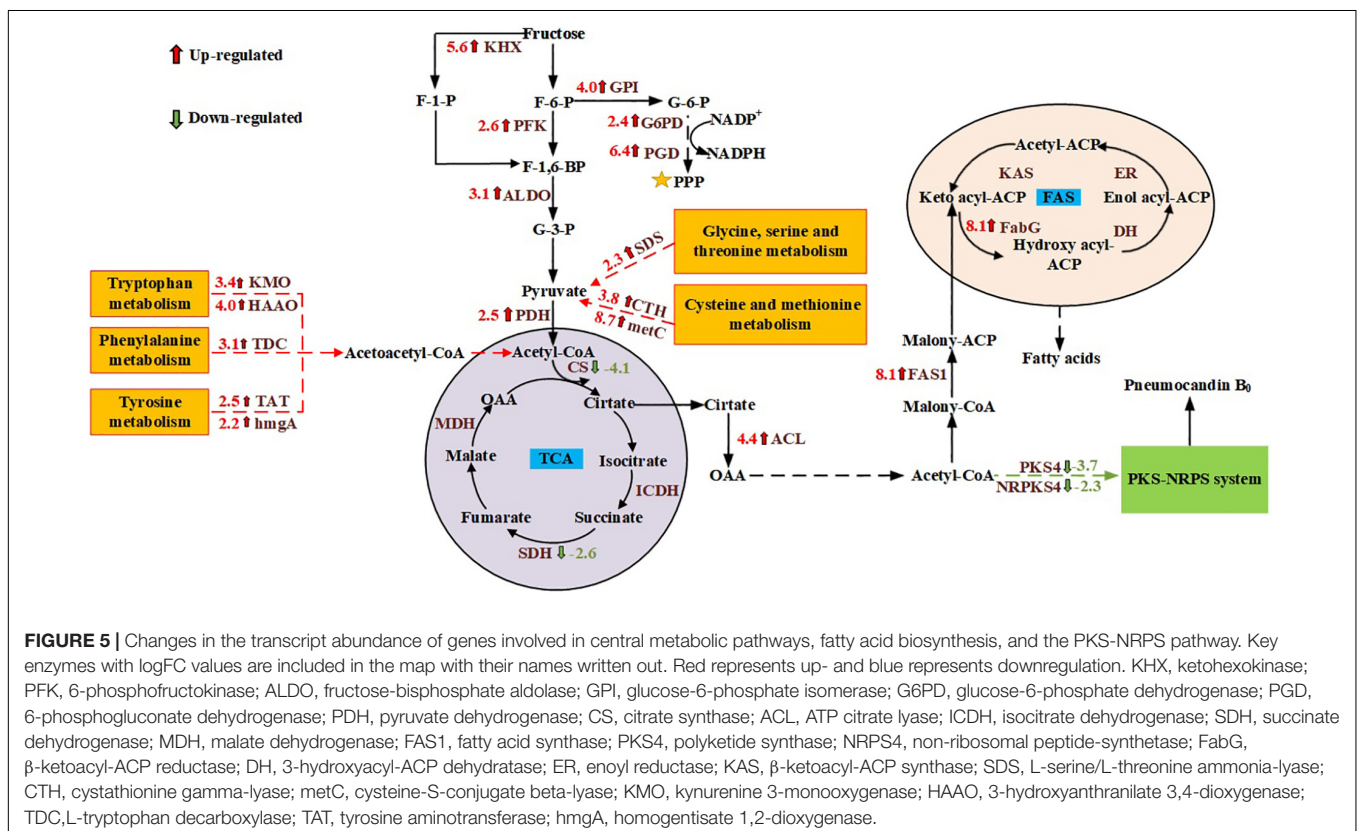 Up-regulated
Down-regulated
Fructose
5.6 KHX
F-1-P
F-6-P
4.0 GPI
G-6-P
2.6 PFK
2.4 G6PD
NADP+
6.4 PGD
NADPH
PPP
F-1,6-BP
3.1 ALDO
G-3-P
Pyruvate
2.3 SDS
Glycine, serine and
threonine metabolism
3.8 CTH
8.7 metC
Cysteine and methionine
metabolism
2.5 PDH
Tryptophan
metabolism
3.4 KMO
4.0 HAAO
Phenylalanine
metabolism
3.1 TDC
Tyrosine
metabolism
2.5 TAT
2.2 hmgA
Acetoacetyl-CoA
Acetyl-CoA
CS -4.1
OAA
Cirtate
MDH
Malate
TCA
Isocitrate
ICDH
Fumarate
Succinate
SDH -2.6
Cirtate
4.4 ACL
OAA
Acetyl-CoA
Malony-CoA
8.1 FAS1
Malony-ACP
Acetyl-ACP
KAS
ER
Keto acyl-ACP
FAS
Enol acyl-ACP
8.1 FabG
DH
Hydroxy acyl-
ACP
Fatty acids
Pneumocandin B0
PKS4 -3.7
NRPKS4 -2.3
PKS-NRPS system
FIGURE 5 | Changes in the transcript abundance of genes involved in central metabolic pathways, fatty acid biosynthesis, and the PKS-NRPS pathway. Key
enzymes with logFC values are included in the map with their names written out. Red represents up- and blue represents downregulation. KHX, ketohexokinase;
PFK, 6-phosphofructokinase; ALDO, fructose-bisphosphate aldolase; GPI, glucose-6-phosphate isomerase; G6PD, glucose-6-phosphate dehydrogenase; PGD,
6-phosphogluconate dehydrogenase; PDH, pyruvate dehydrogenase; CS, citrate synthase; ACL, ATP citrate lyase; ICDH, isocitrate dehydrogenase; SDH, succinate
dehydrogenase; MDH, malate dehydrogenase; FAS1, fatty acid synthase; PKS4, polyketide synthase; NRPS4, non-ribosomal peptide-synthetase; FabG,
β-ketoacyl-ACP reductase; DH, 3-hydroxyacyl-ACP dehydratase; ER, enoyl reductase; KAS, β-ketoacyl-ACP synthase; SDS, L-serine/L-threonine ammonia-lyase;
CTH, cystathionine gamma-lyase; metC, cysteine-S-conjugate beta-lyase; KMO, kynurenine 3-monooxygenase; HAAO, 3-hydroxyanthranilate 3,4-dioxygenase;
TDC,L-tryptophan decarboxylase; TAT, tyrosine aminotransferase; hmgA, homogentisate 1,2-dioxygenase.